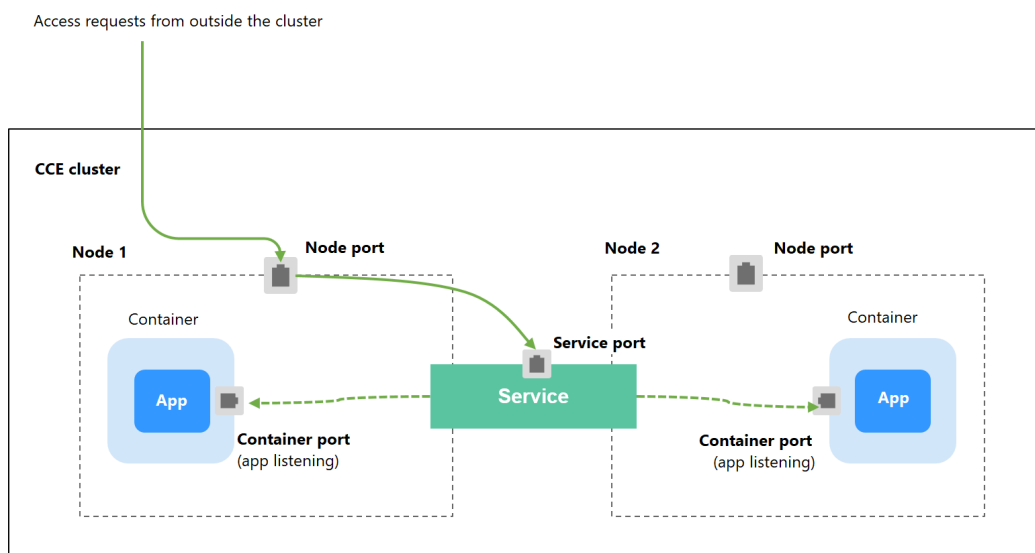 Access requests from outside the cluster
CCE cluster
Node 1
Node port
Node 2
Node port
Container
Container
Service port
App
Service
App
Container port
(app listening)
Container port
(app listening)